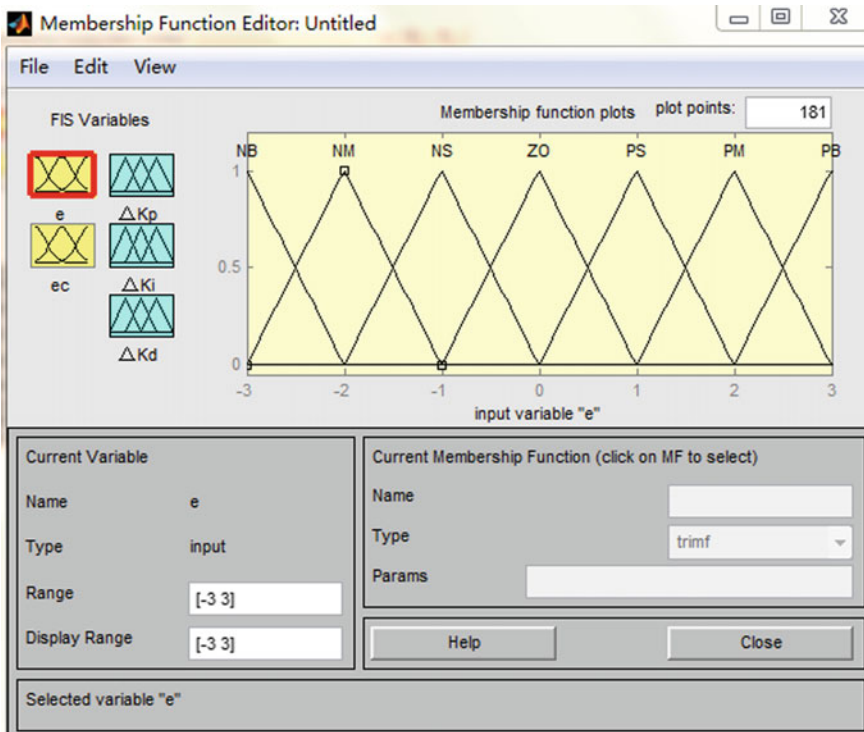 Membership Function Editor: Untitled
File Edit View
FIS Variables
Membership function plots plot points: 181
NB NM NS ZO PS PM PB
1
0.5
0
-3 -2 -1 0 1 2 3
input variable "e"
e △Kp
ec △Ki
△Kd
Current Variable
Name e
Type input
Range [-3 3]
Display Range [-3 3]
Current Membership Function (click on MF to select)
Name
Type trimf
Params
Help Close
Selected variable "e"